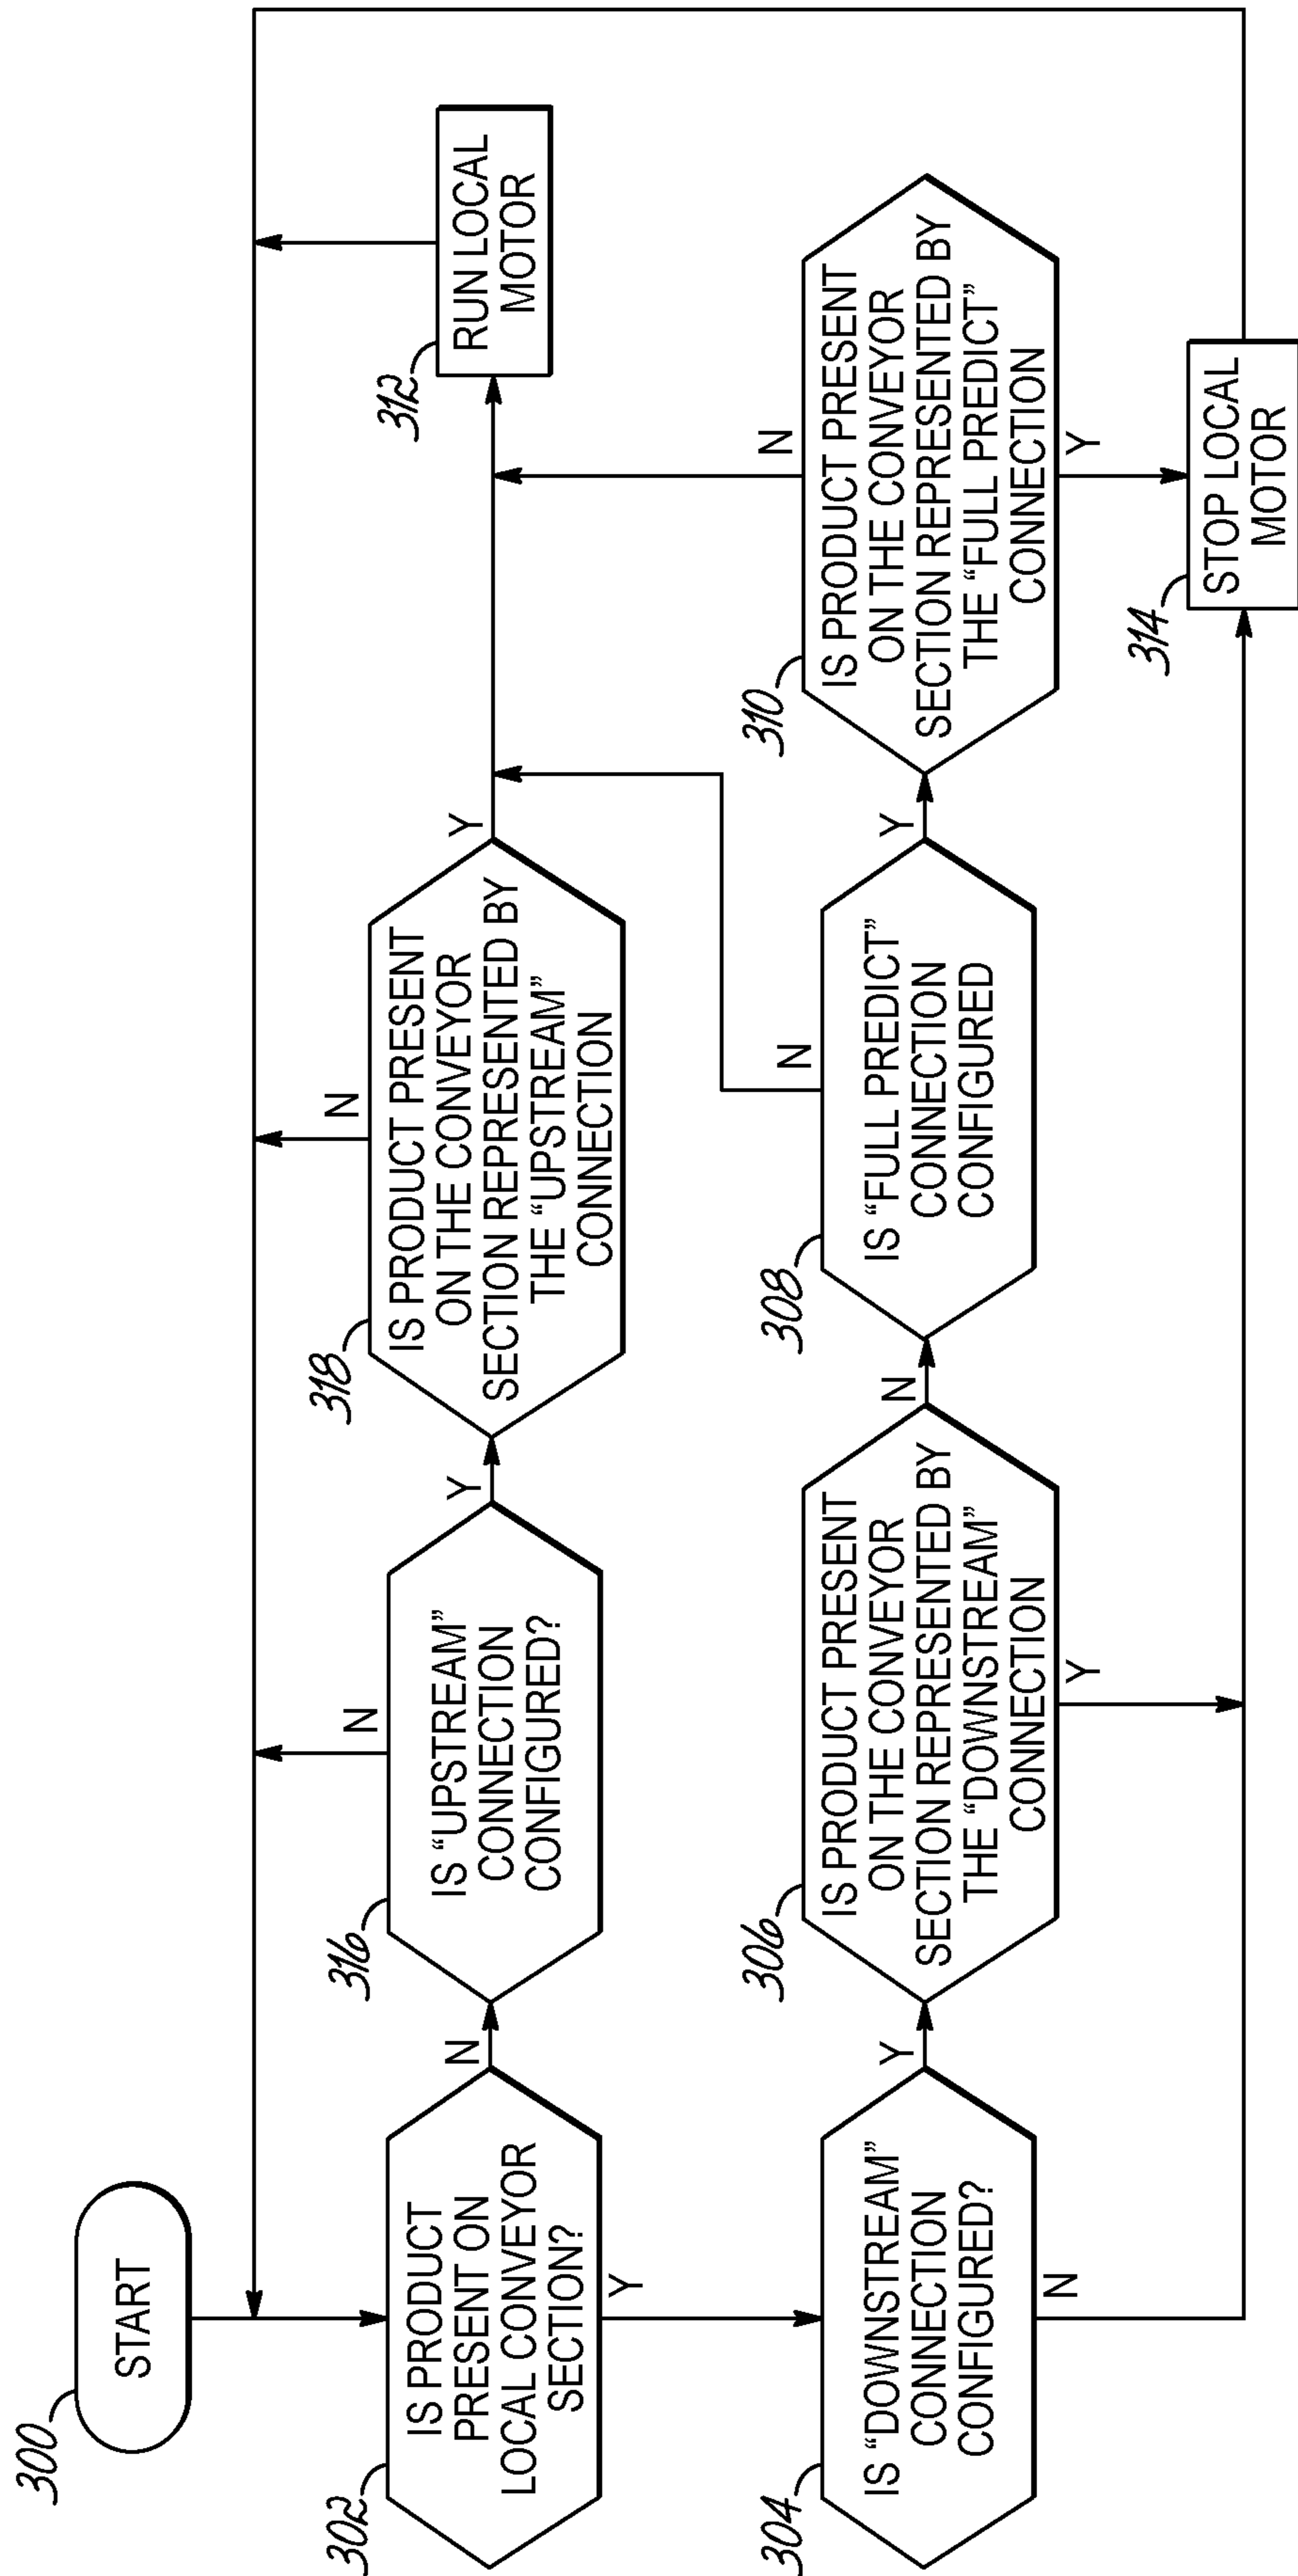 300
START
302
IS PRODUCT
PRESENT ON
LOCAL CONVEYOR
SECTION?
N
Y
316
IS “UPSTREAM”
CONNECTION
CONFIGURED?
N
Y
318
IS PRODUCT PRESENT
ON THE CONVEYOR
SECTION REPRESENTED BY
THE “UPSTREAM”
CONNECTION
N
Y
312
RUN LOCAL
MOTOR
304
IS “DOWNSTREAM”
CONNECTION
CONFIGURED?
Y
N
306
IS PRODUCT PRESENT
ON THE CONVEYOR
SECTION REPRESENTED BY
THE “DOWNSTREAM”
CONNECTION
N
Y
308
IS “FULL PREDICT”
CONNECTION
CONFIGURED
N
Y
310
IS PRODUCT PRESENT
ON THE CONVEYOR
SECTION REPRESENTED BY
THE “FULL PREDICT”
CONNECTION
N
Y
314
STOP LOCAL
MOTOR